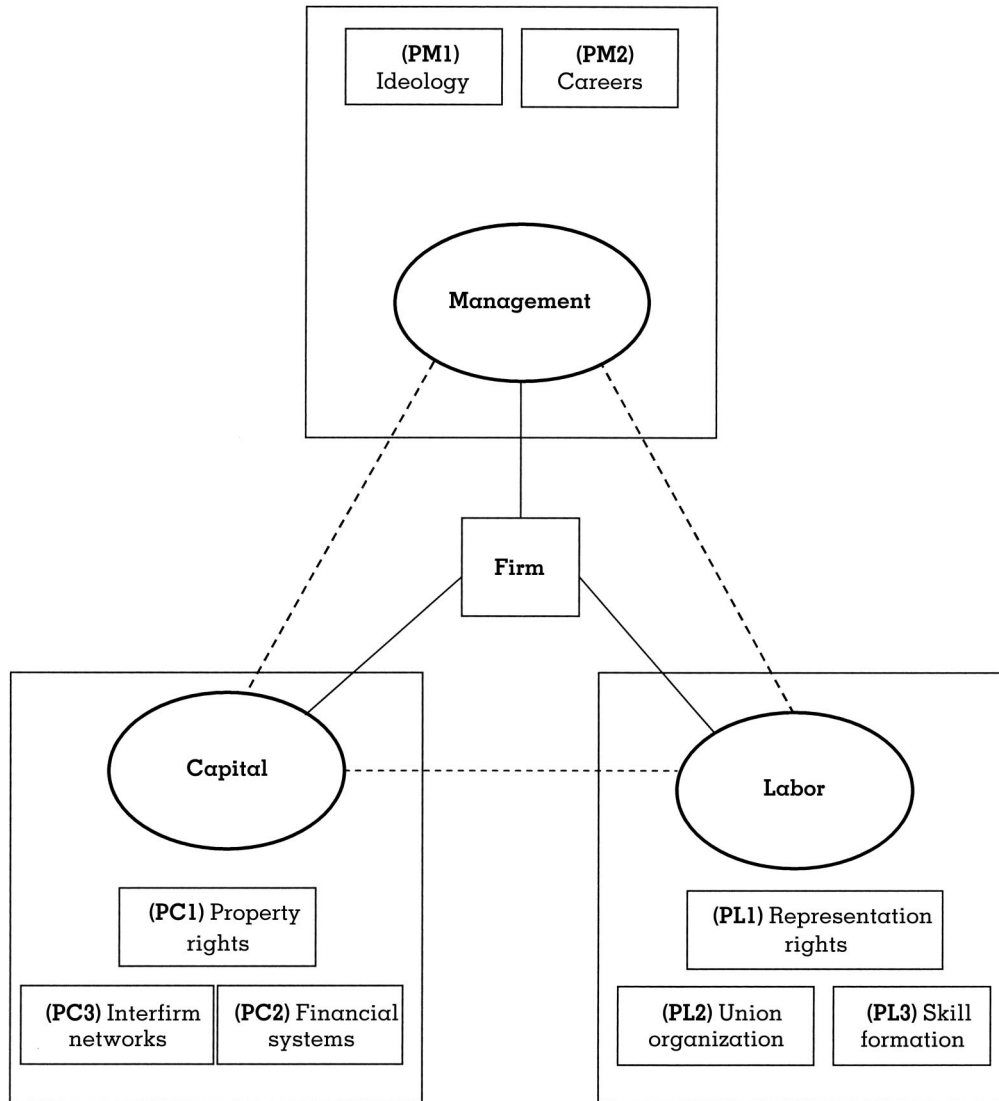 (PM1)
Ideology
(PM2)
Careers
Management
Firm
Capital
Labor
(PC1) Property
rights
(PL1) Representation
rights
(PC3) Interfirm
networks
(PC2) Financial
systems
(PL2) Union
organization
(PL3) Skill
formation